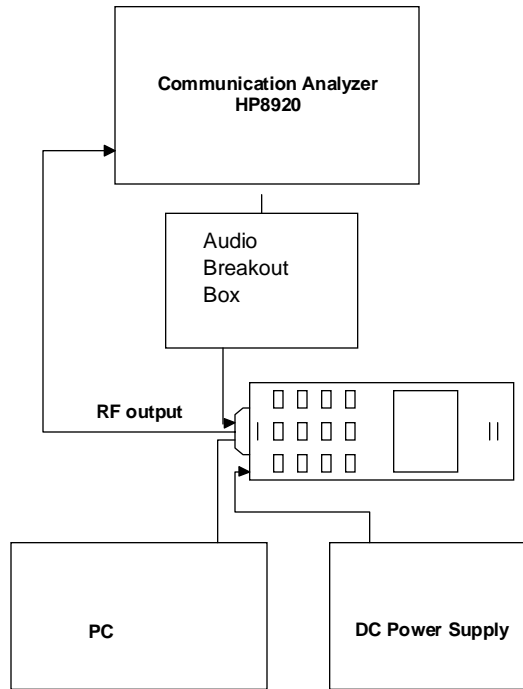 Communication Analyzer
HP8920
Audio
Breakout
Box
RF output
PC
DC Power Supply